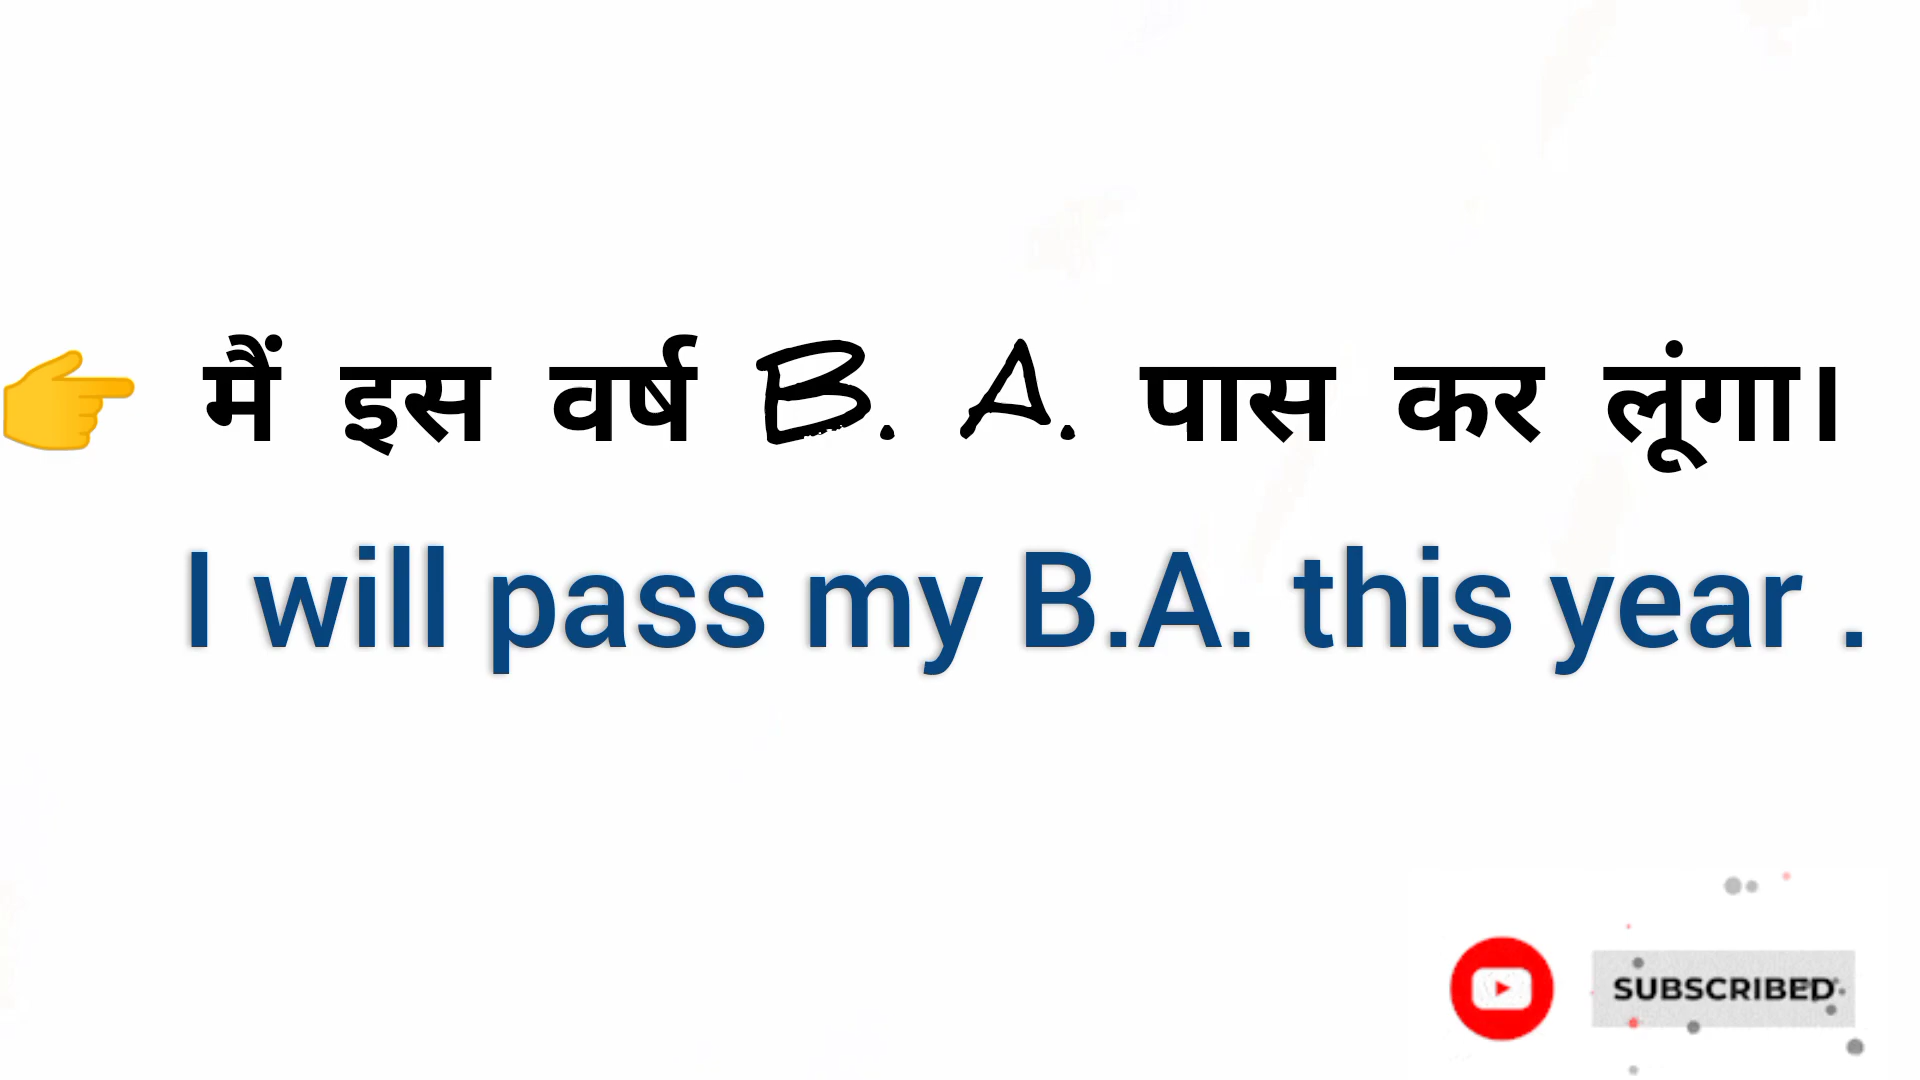 👉 मैं इस वर्ष B. A. पास कर लूंगा।
I will pass my B.A. this year .
SUBSCRIBED